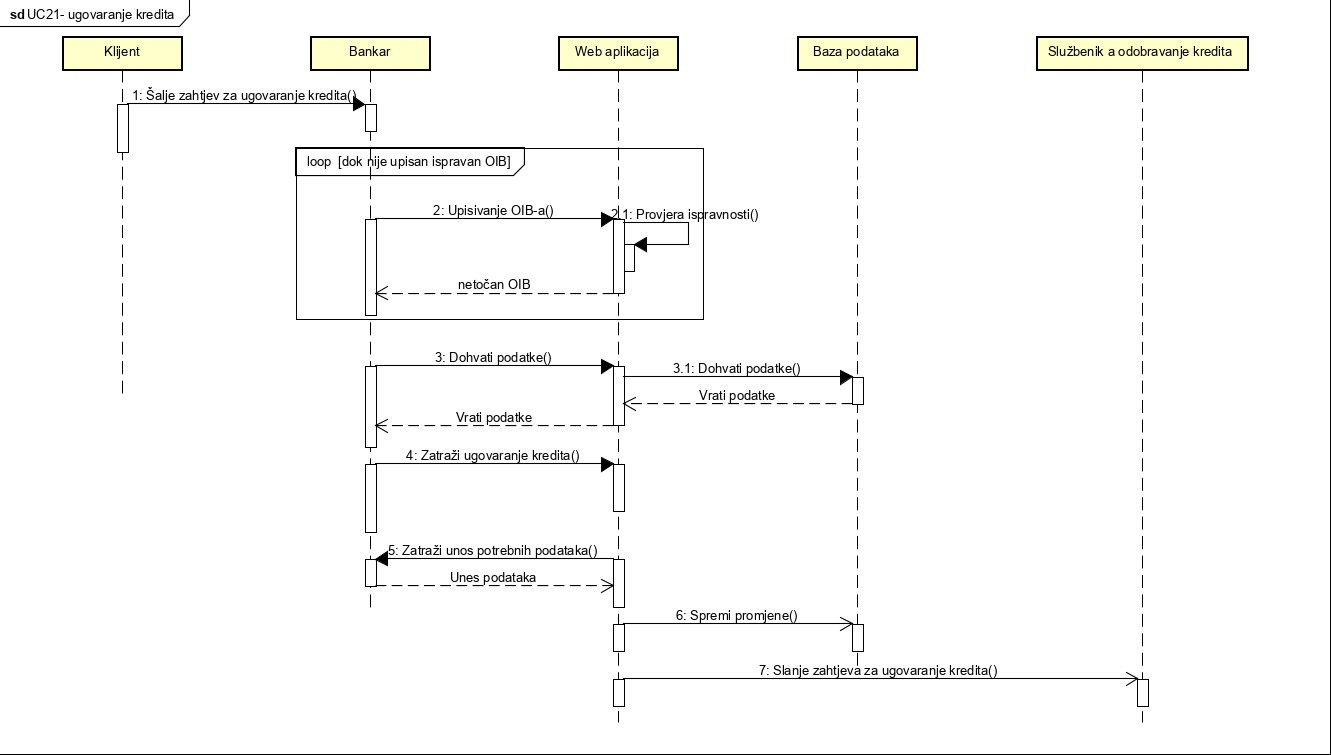 sd UC21- ugovaranje kredita
Klijent
Bankar
Web aplikacija
Baza podataka
Službenik a odobravanje kredita
1: Šalje zahtjev za ugovaranje kredita()
loop [dok nije upisan ispravan OIB]
2: Upisivanje OIB-a()
2.1: Provjera ispravnosti()
netočan OIB
3: Dohvati podatke()
3.1: Dohvati podatke()
Vrati podatke
Vrati podatke
4: Zatraži ugovaranje kredita()
5: Zatraži unos potrebnih podataka()
Unes podataka
6: Spremi promjene()
7: Slanje zahtjeva za ugovaranje kredita()